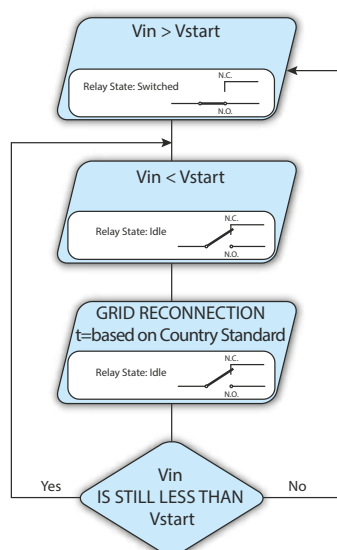 Vin > Vstart
N.C.
Relay State: Switched
N.O.
Vin < Vstart
N.C.
Relay State: Idle
N.O.
GRID RECONNECTION
t=based on Country Standard
N.C.
Relay State: Idle
N.O.
Yes
Vin
IS STILL LESS THAN
Vstart
No